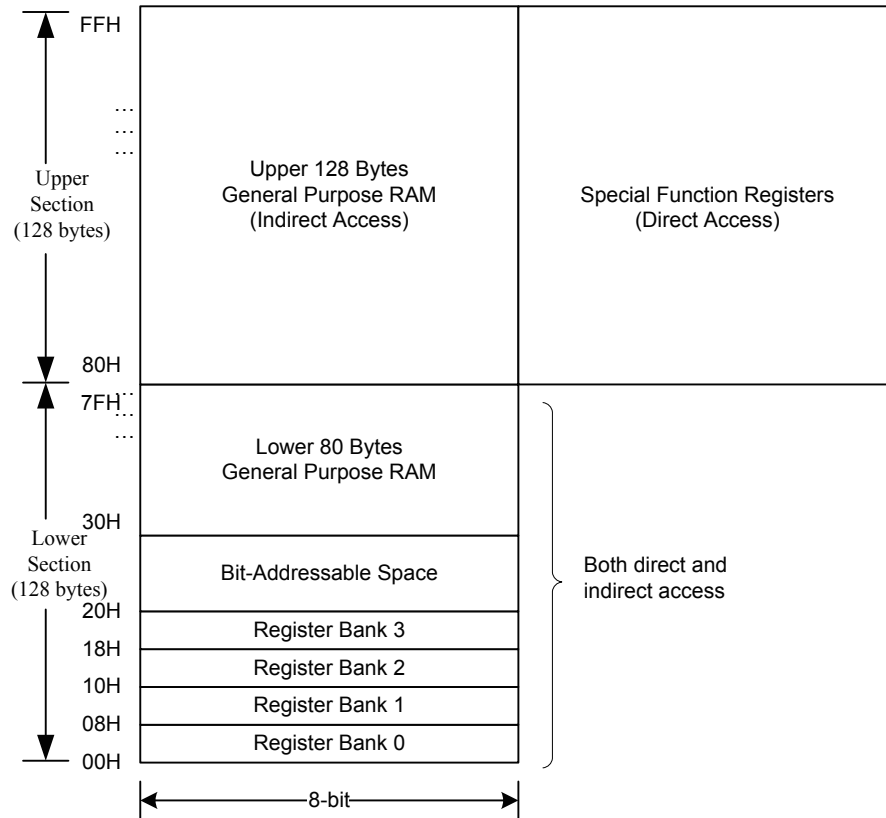 FFH
...
...
...
Upper
Section
(128 bytes)
Upper 128 Bytes
General Purpose RAM
(Indirect Access)
Special Function Registers
(Direct Access)
80H
7FH
...
...
...
Lower 80 Bytes
General Purpose RAM
30H
Lower
Section
(128 bytes)
Bit-Addressable Space
Both direct and
indirect access
20H
Register Bank 3
18H
Register Bank 2
10H
Register Bank 1
08H
Register Bank 0
00H
8-bit